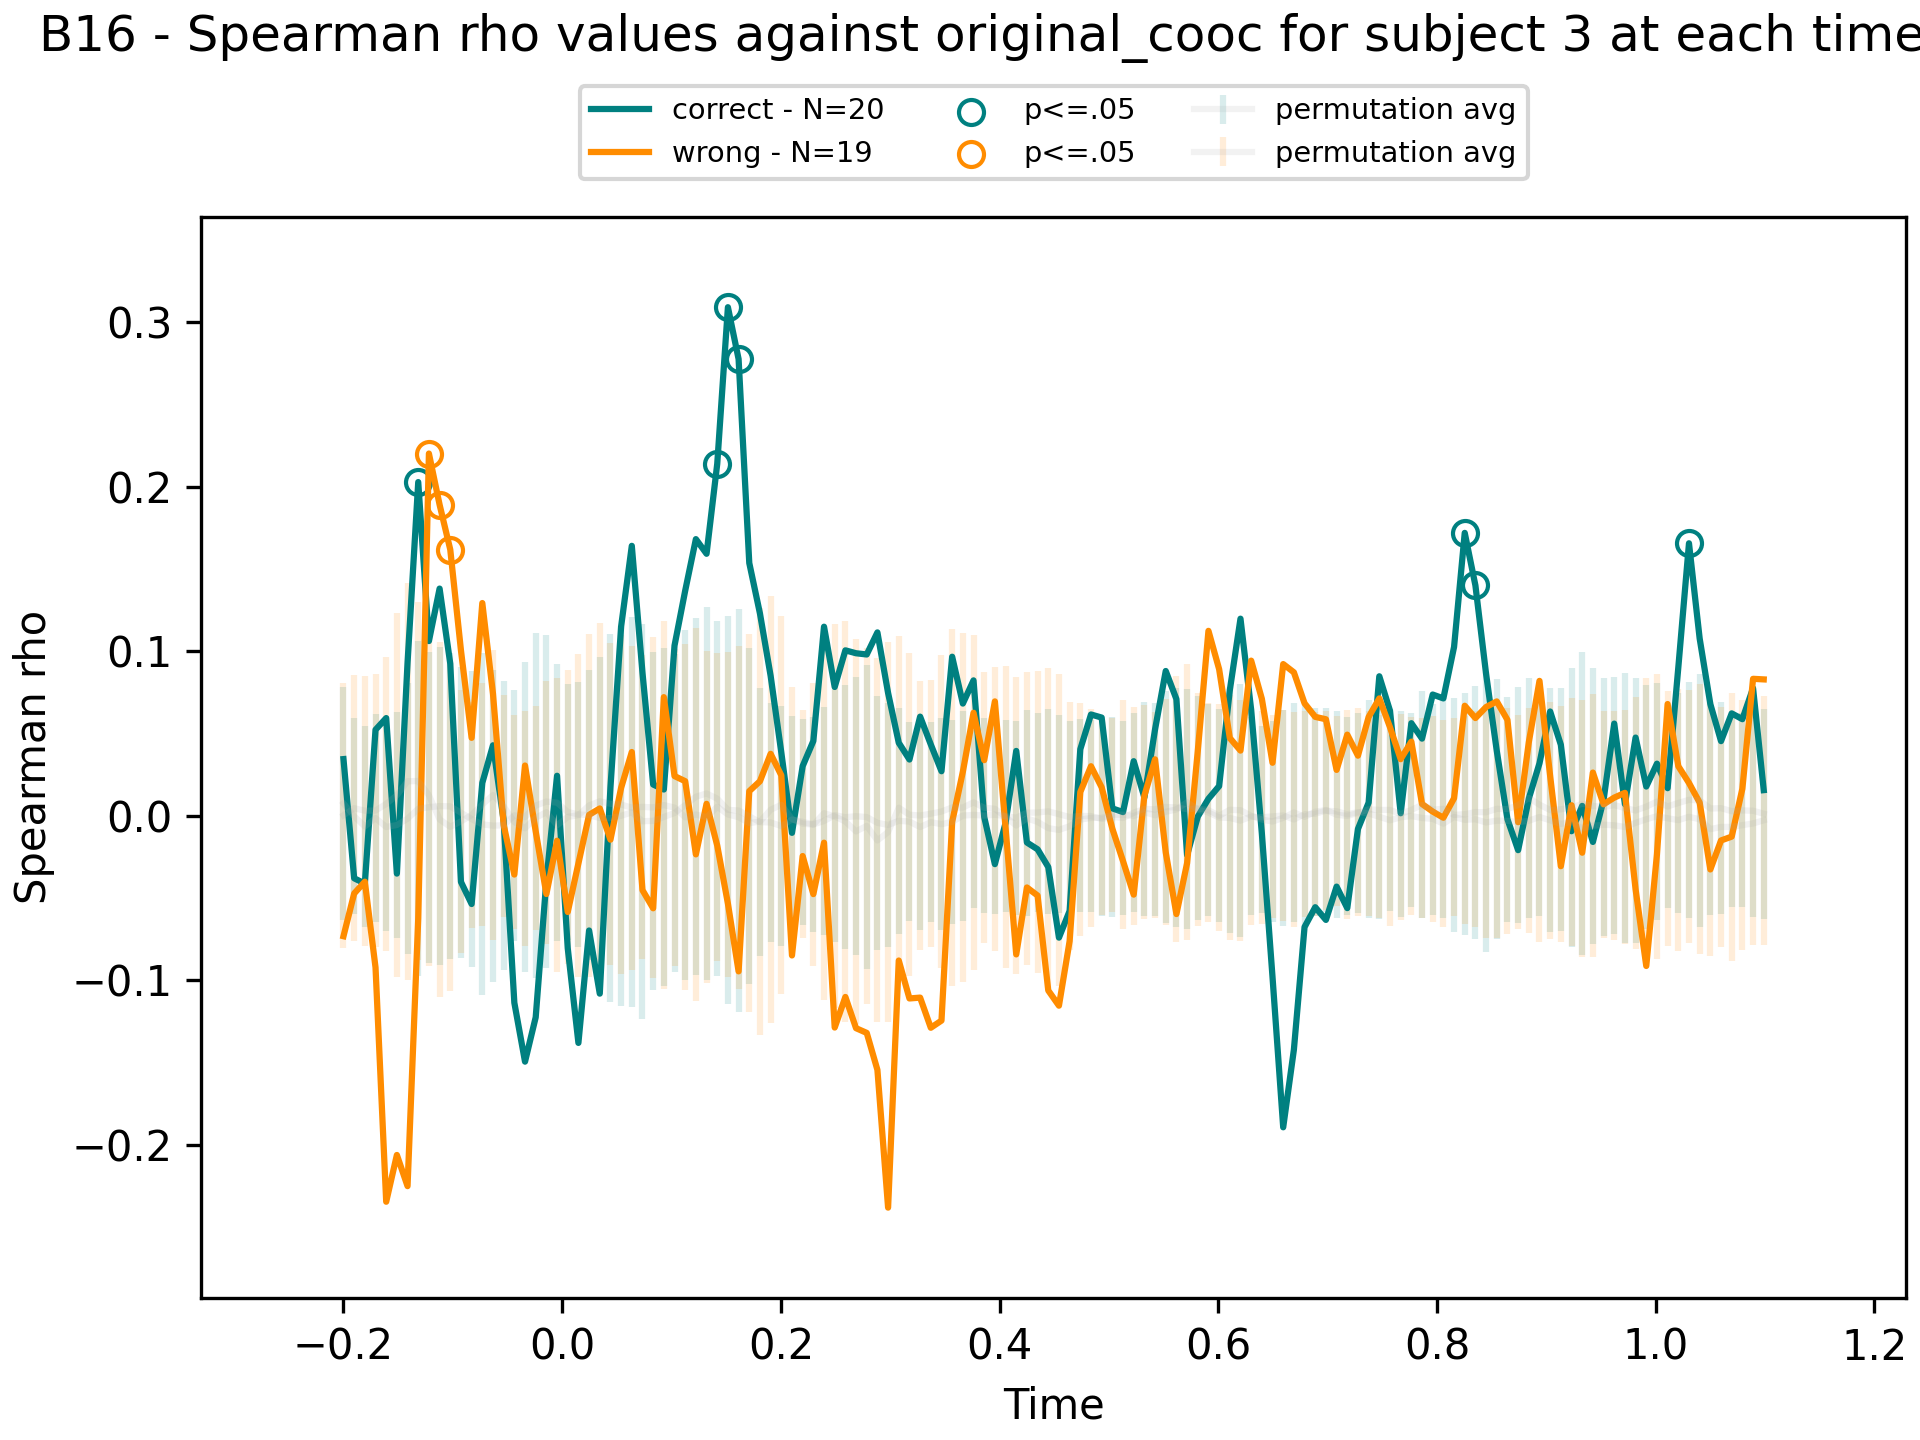 B16 - Spearman rho values against original_cooc for subject 3 at each time
correct - N=20
wrong - N=19
p<=.05
p<=.05
permutation avg
permutation avg
Spearman rho
0.3
0.2
0.1
0.0
−0.1
−0.2
−0.2 0.0 0.2 0.4 0.6 0.8 1.0 1.2
Time